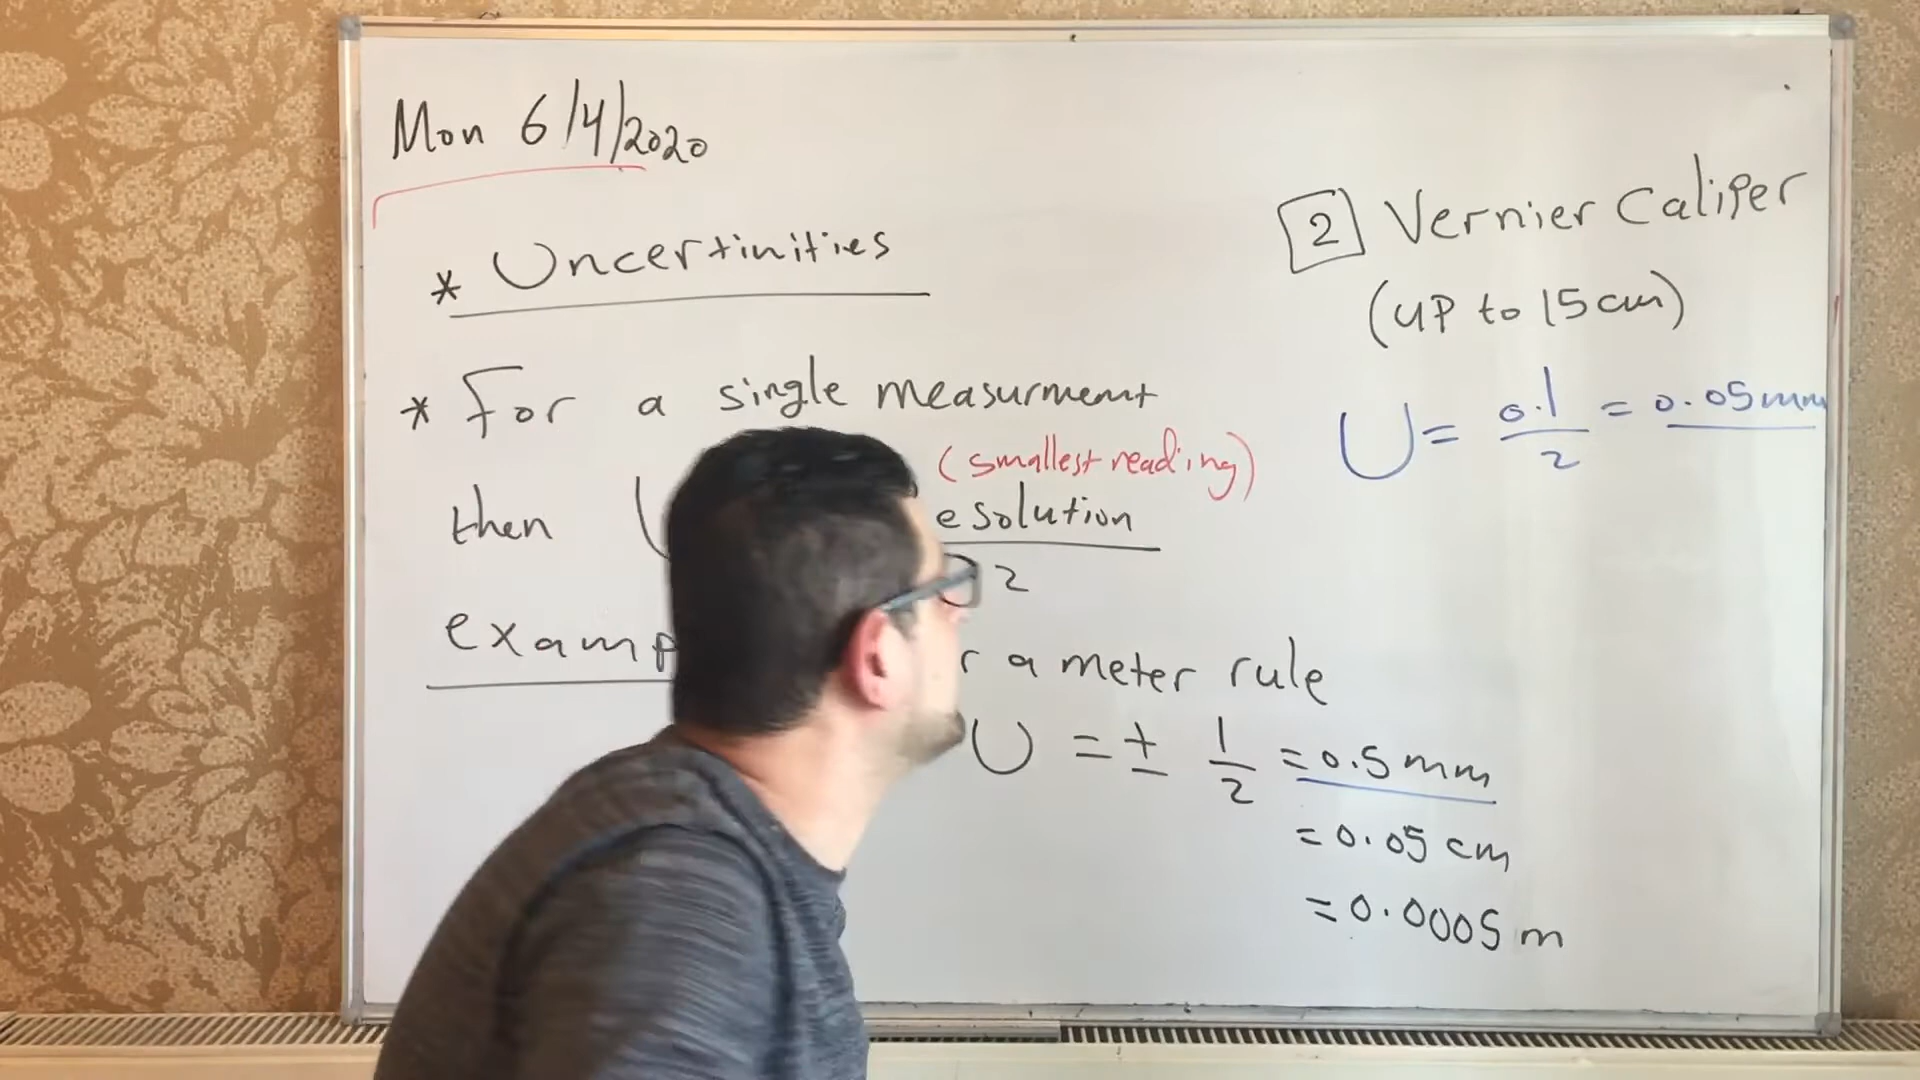 Mon 6/4/2020
* Uncertinities
* For a single measurment
(smallest reading)
then esolution
2
examp r a meter rule
U = ± 1/2 = 0.5 mm
= 0.05 cm
= 0.0005 m
2 Vernier Caliper
(up to 15 cm)
U = 0.1/2 = 0.05 mm